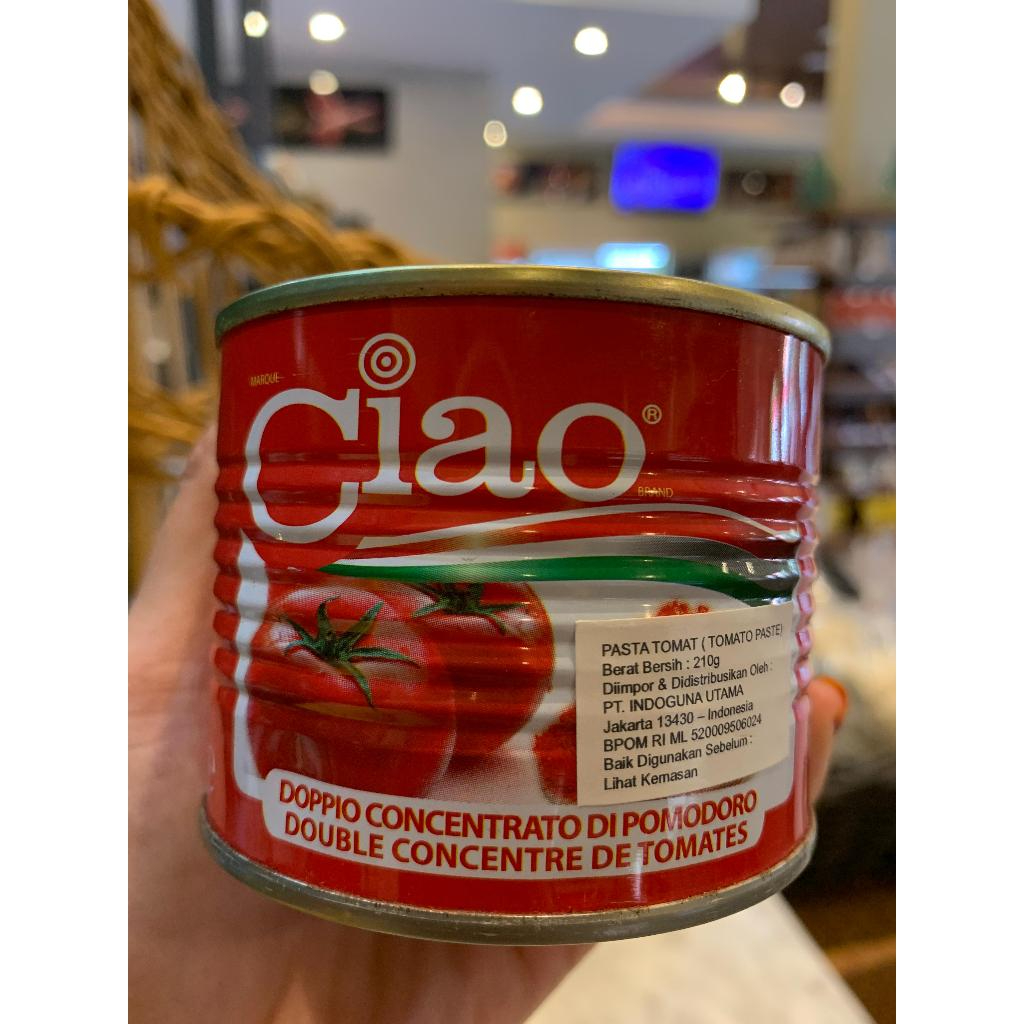 MARQUE
Ciao®
BRAND
PASTA TOMAT ( TOMATO PASTE)
Berat Bersih : 210g
Diimpor & Didistribusikan Oleh :
PT. INDOGUNA UTAMA
Jakarta 13430 – Indonesia
BPOM RI ML 520009506024
Baik Digunakan Sebelum :
Lihat Kemasan
DOPPIO CONCENTRATO DI POMODORO
DOUBLE CONCENTRE DE TOMATES